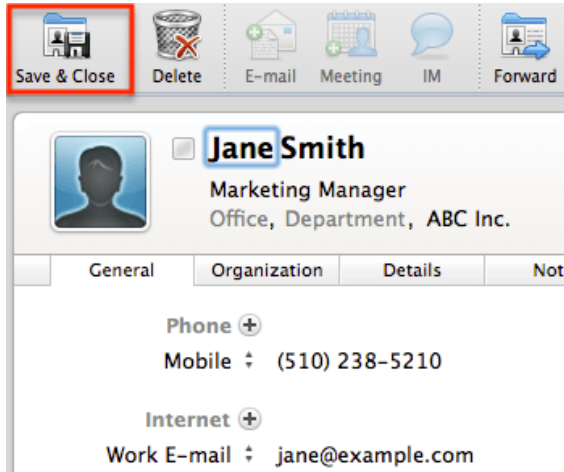 Save & Close Delete E-mail Meeting IM Forward
Jane Smith
Marketing Manager
Office, Department, ABC Inc.
General Organization Details Not
Phone
Mobile (510) 238-5210
Internet
Work E-mail jane@example.com